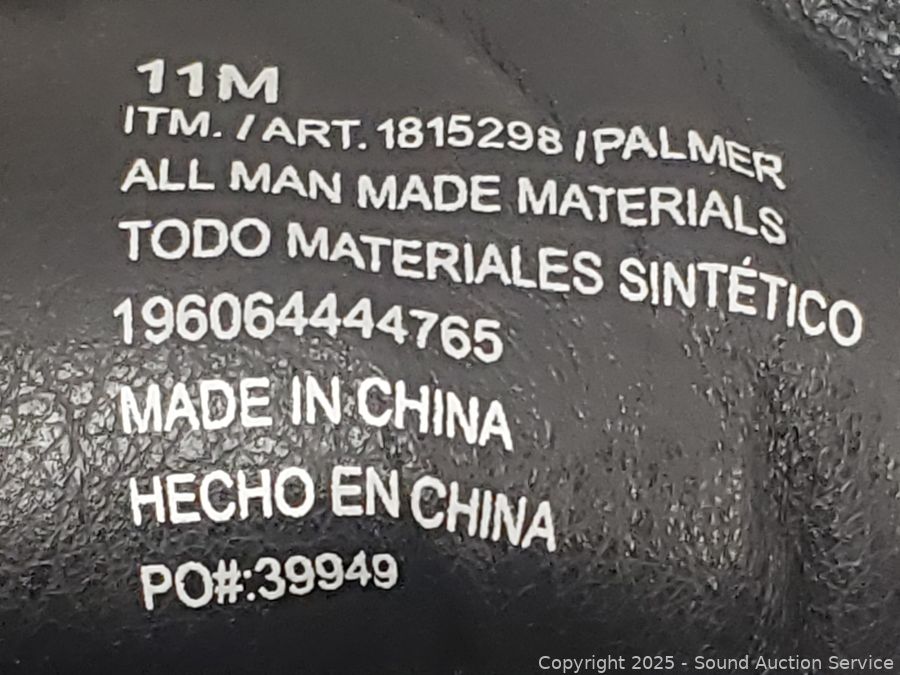 11M
ITM. / ART. 1815298 / PALMER
ALL MAN MADE MATERIALS
TODO MATERIALES SINTÉTICO
196064444765
MADE IN CHINA
HECHO EN CHINA
PO#:39949
Copyright © 2025 - Sound Auction Service